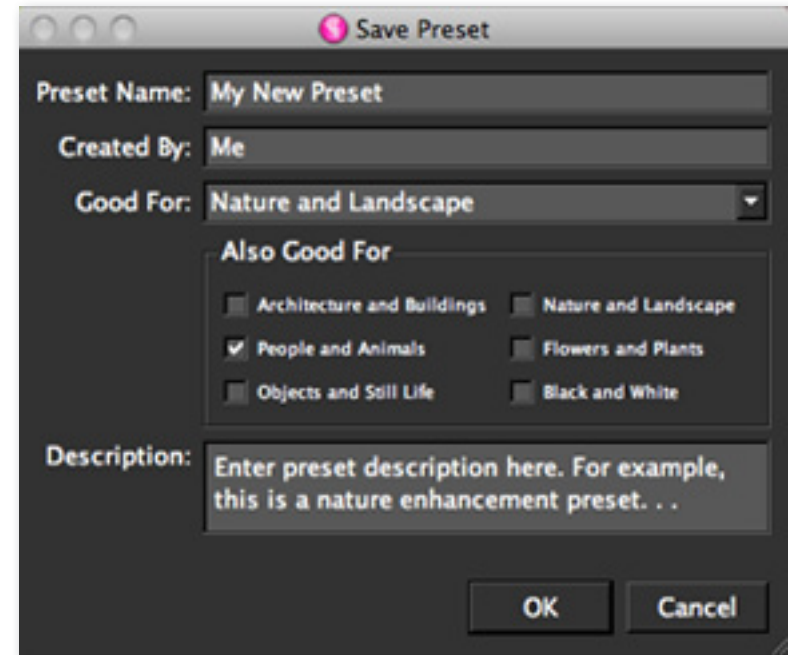 Save Preset
Preset Name: My New Preset
Created By: Me
Good For: Nature and Landscape
Also Good For
Architecture and Buildings Nature and Landscape
People and Animals Flowers and Plants
Objects and Still Life Black and White
Description: Enter preset description here. For example,
this is a nature enhancement preset. . .
OK Cancel